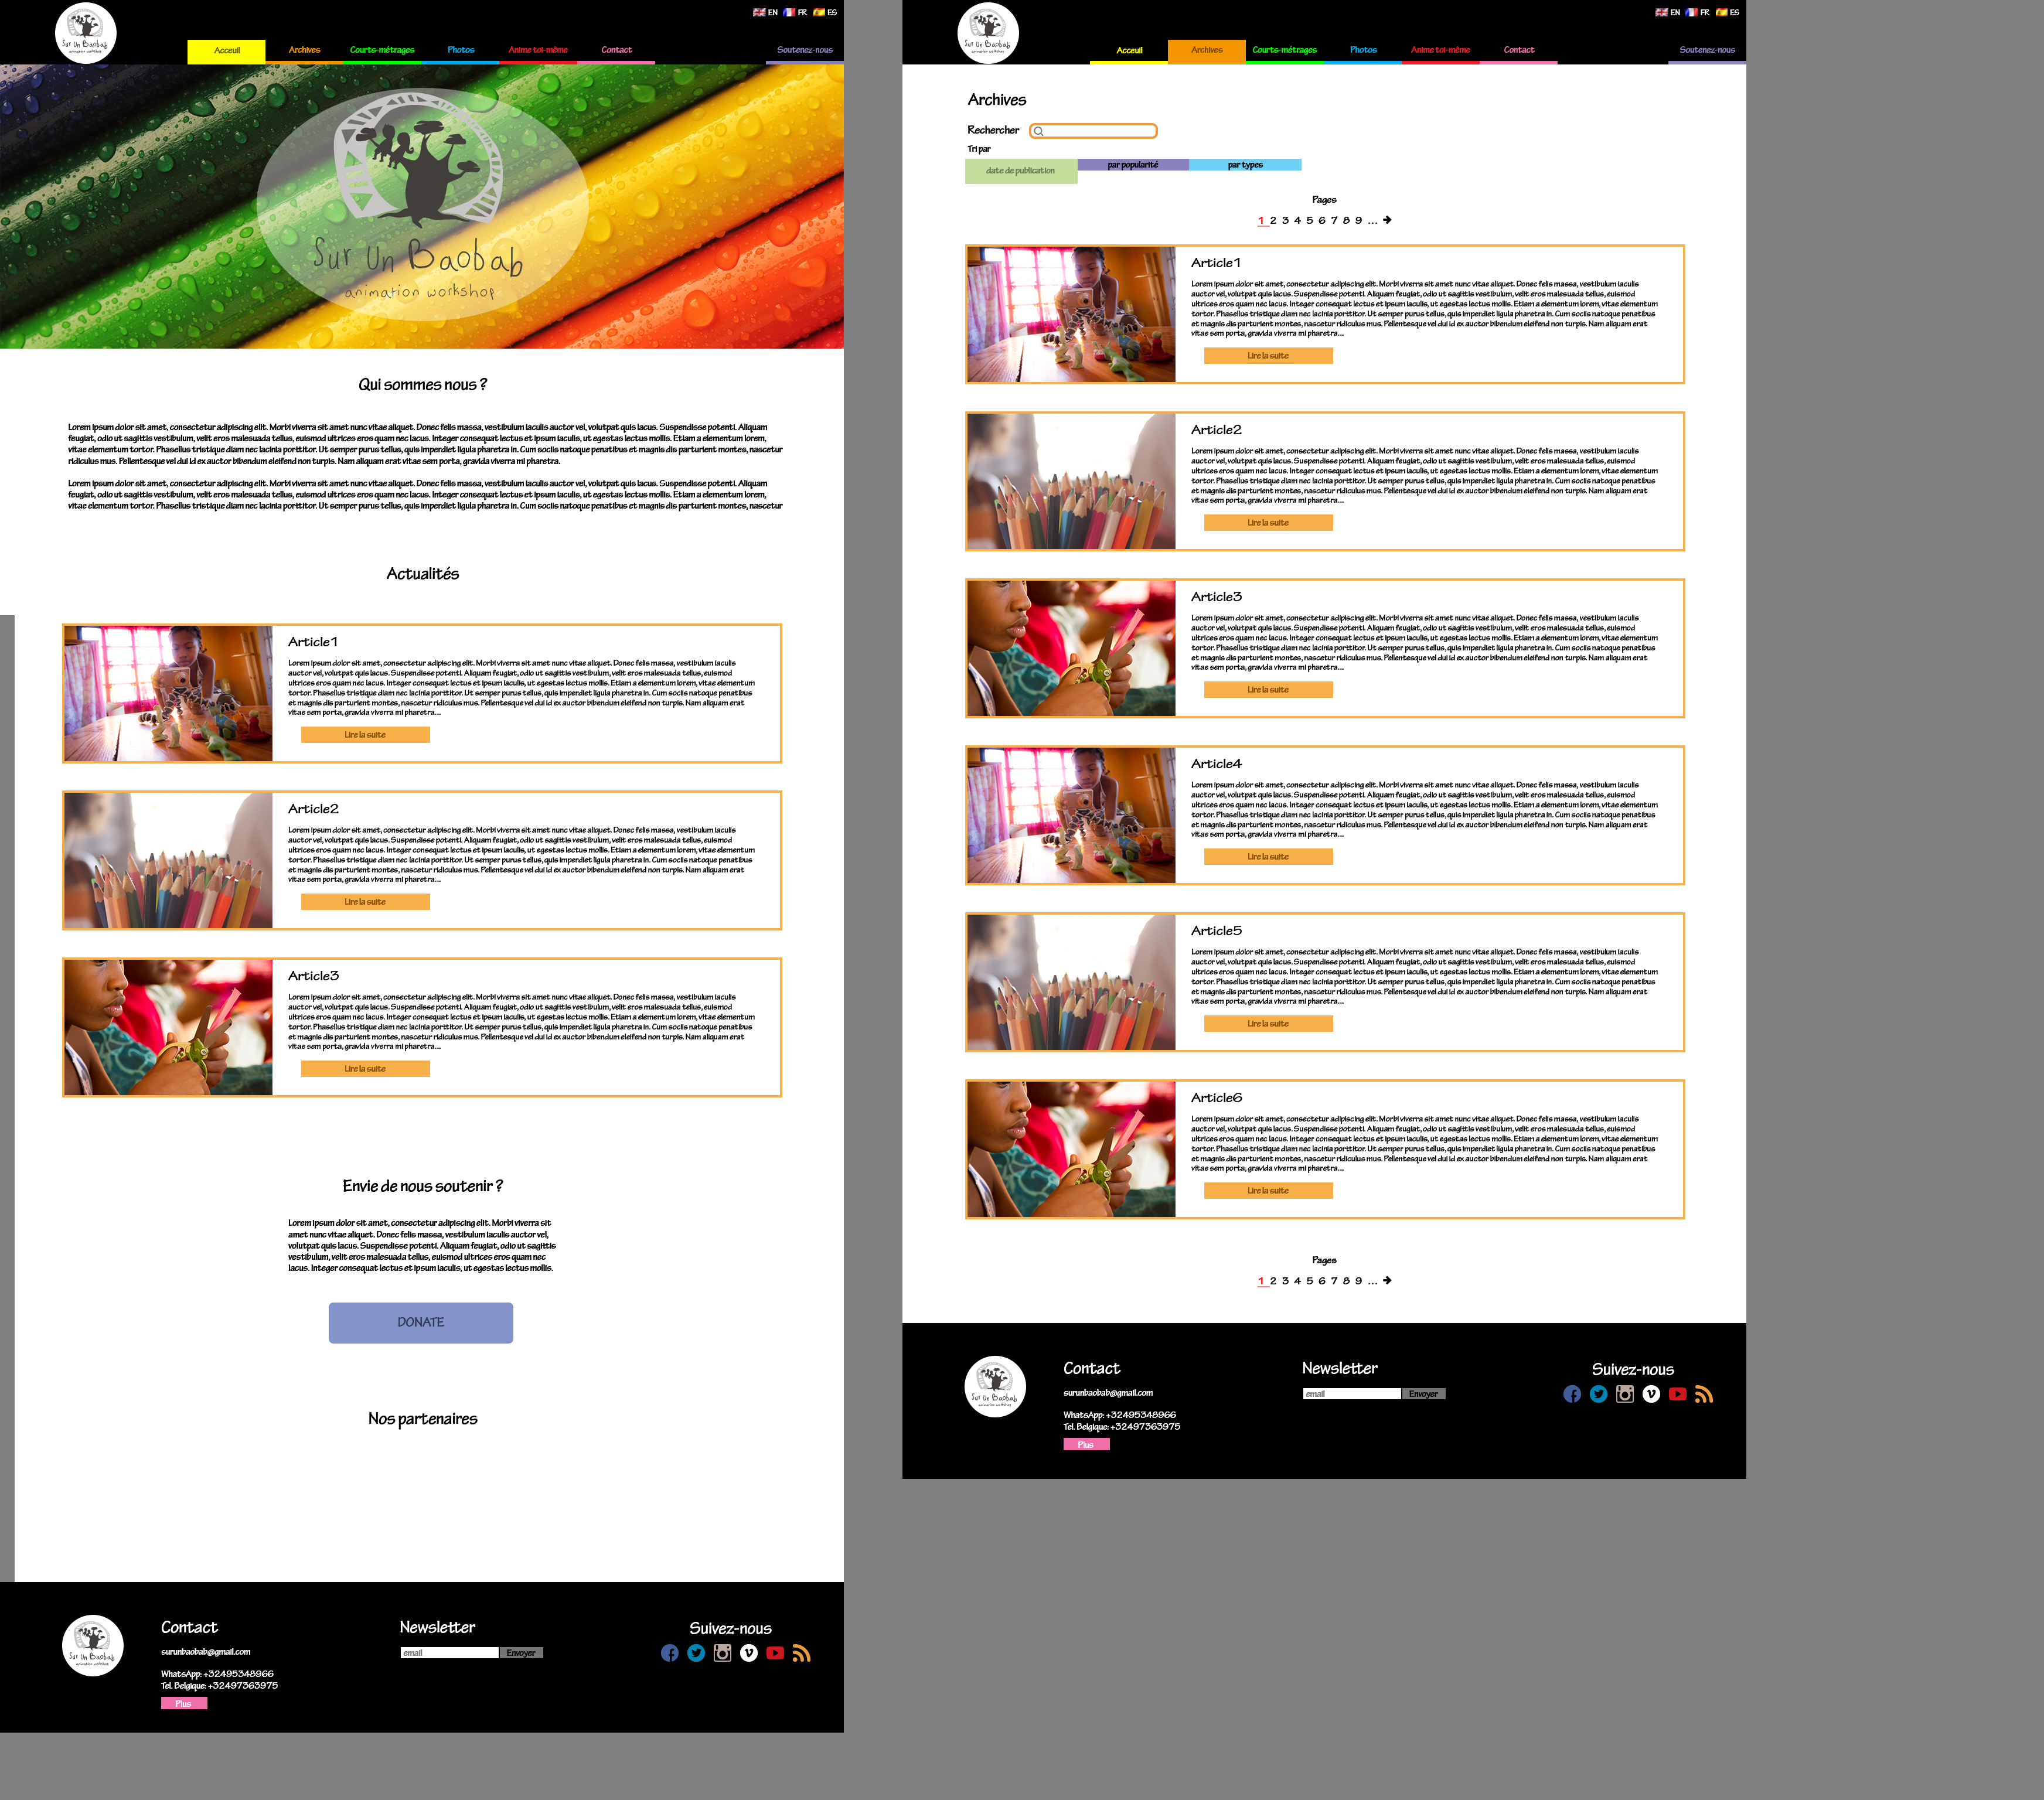 Sur Un Baobab
animation workshop
EN FR ES
Acceuil Archives Courts-métrages Photos Anime toi-même Contact Soutenez-nous
Sur Un Baobab
animation workshop
Qui sommes nous ?
Lorem ipsum dolor sit amet, consectetur adipiscing elit. Morbi viverra sit amet nunc vitae aliquet. Donec felis massa, vestibulum iaculis auctor vel, volutpat quis lacus. Suspendisse potenti. Aliquam
feugiat, odio ut sagittis vestibulum, velit eros malesuada tellus, euismod ultrices eros quam nec lacus. Integer consequat lectus et ipsum iaculis, ut egestas lectus mollis. Etiam a elementum lorem,
vitae elementum tortor. Phasellus tristique diam nec lacinia porttitor. Ut semper purus tellus, quis imperdiet ligula pharetra in. Cum sociis natoque penatibus et magnis dis parturient montes, nascetur
ridiculus mus. Pellentesque vel dui id ex auctor bibendum eleifend non turpis. Nam aliquam erat vitae sem porta, gravida viverra mi pharetra.
Lorem ipsum dolor sit amet, consectetur adipiscing elit. Morbi viverra sit amet nunc vitae aliquet. Donec felis massa, vestibulum iaculis auctor vel, volutpat quis lacus. Suspendisse potenti. Aliquam
feugiat, odio ut sagittis vestibulum, velit eros malesuada tellus, euismod ultrices eros quam nec lacus. Integer consequat lectus et ipsum iaculis, ut egestas lectus mollis. Etiam a elementum lorem,
vitae elementum tortor. Phasellus tristique diam nec lacinia porttitor. Ut semper purus tellus, quis imperdiet ligula pharetra in. Cum sociis natoque penatibus et magnis dis parturient montes, nascetur
Actualités
Article1
Lorem ipsum dolor sit amet, consectetur adipiscing elit. Morbi viverra sit amet nunc vitae aliquet. Donec felis massa, vestibulum iaculis
auctor vel, volutpat quis lacus. Suspendisse potenti. Aliquam feugiat, odio ut sagittis vestibulum, velit eros malesuada tellus, euismod
ultrices eros quam nec lacus. Integer consequat lectus et ipsum iaculis, ut egestas lectus mollis. Etiam a elementum lorem, vitae elementum
tortor. Phasellus tristique diam nec lacinia porttitor. Ut semper purus tellus, quis imperdiet ligula pharetra in. Cum sociis natoque penatibus
et magnis dis parturient montes, nascetur ridiculus mus. Pellentesque vel dui id ex auctor bibendum eleifend non turpis. Nam aliquam erat
vitae sem porta, gravida viverra mi pharetra....
Lire la suite
Article2
Lorem ipsum dolor sit amet, consectetur adipiscing elit. Morbi viverra sit amet nunc vitae aliquet. Donec felis massa, vestibulum iaculis
auctor vel, volutpat quis lacus. Suspendisse potenti. Aliquam feugiat, odio ut sagittis vestibulum, velit eros malesuada tellus, euismod
ultrices eros quam nec lacus. Integer consequat lectus et ipsum iaculis, ut egestas lectus mollis. Etiam a elementum lorem, vitae elementum
tortor. Phasellus tristique diam nec lacinia porttitor. Ut semper purus tellus, quis imperdiet ligula pharetra in. Cum sociis natoque penatibus
et magnis dis parturient montes, nascetur ridiculus mus. Pellentesque vel dui id ex auctor bibendum eleifend non turpis. Nam aliquam erat
vitae sem porta, gravida viverra mi pharetra....
Lire la suite
Article3
Lorem ipsum dolor sit amet, consectetur adipiscing elit. Morbi viverra sit amet nunc vitae aliquet. Donec felis massa, vestibulum iaculis
auctor vel, volutpat quis lacus. Suspendisse potenti. Aliquam feugiat, odio ut sagittis vestibulum, velit eros malesuada tellus, euismod
ultrices eros quam nec lacus. Integer consequat lectus et ipsum iaculis, ut egestas lectus mollis. Etiam a elementum lorem, vitae elementum
tortor. Phasellus tristique diam nec lacinia porttitor. Ut semper purus tellus, quis imperdiet ligula pharetra in. Cum sociis natoque penatibus
et magnis dis parturient montes, nascetur ridiculus mus. Pellentesque vel dui id ex auctor bibendum eleifend non turpis. Nam aliquam erat
vitae sem porta, gravida viverra mi pharetra....
Lire la suite
Envie de nous soutenir ?
Lorem ipsum dolor sit amet, consectetur adipiscing elit. Morbi viverra sit
amet nunc vitae aliquet. Donec felis massa, vestibulum iaculis auctor vel,
volutpat quis lacus. Suspendisse potenti. Aliquam feugiat, odio ut sagittis
vestibulum, velit eros malesuada tellus, euismod ultrices eros quam nec
lacus. Integer consequat lectus et ipsum iaculis, ut egestas lectus mollis.
DONATE
Nos partenaires
Sur Un Baobab
animation workshop
Contact
surunbaobab@gmail.com
WhatsApp: +32495348966
Tel. Belgique: +32497363975
Plus
Newsletter
email Envoyer
Suivez-nous
Sur Un Baobab
animation workshop
EN FR ES
Acceuil Archives Courts-métrages Photos Anime toi-même Contact Soutenez-nous
Archives
Rechercher
Tri par
date de publication par popularité par types
Pages
1 2 3 4 5 6 7 8 9 ...
Article1
Lorem ipsum dolor sit amet, consectetur adipiscing elit. Morbi viverra sit amet nunc vitae aliquet. Donec felis massa, vestibulum iaculis
auctor vel, volutpat quis lacus. Suspendisse potenti. Aliquam feugiat, odio ut sagittis vestibulum, velit eros malesuada tellus, euismod
ultrices eros quam nec lacus. Integer consequat lectus et ipsum iaculis, ut egestas lectus mollis. Etiam a elementum lorem, vitae elementum
tortor. Phasellus tristique diam nec lacinia porttitor. Ut semper purus tellus, quis imperdiet ligula pharetra in. Cum sociis natoque penatibus
et magnis dis parturient montes, nascetur ridiculus mus. Pellentesque vel dui id ex auctor bibendum eleifend non turpis. Nam aliquam erat
vitae sem porta, gravida viverra mi pharetra....
Lire la suite
Article2
Lorem ipsum dolor sit amet, consectetur adipiscing elit. Morbi viverra sit amet nunc vitae aliquet. Donec felis massa, vestibulum iaculis
auctor vel, volutpat quis lacus. Suspendisse potenti. Aliquam feugiat, odio ut sagittis vestibulum, velit eros malesuada tellus, euismod
ultrices eros quam nec lacus. Integer consequat lectus et ipsum iaculis, ut egestas lectus mollis. Etiam a elementum lorem, vitae elementum
tortor. Phasellus tristique diam nec lacinia porttitor. Ut semper purus tellus, quis imperdiet ligula pharetra in. Cum sociis natoque penatibus
et magnis dis parturient montes, nascetur ridiculus mus. Pellentesque vel dui id ex auctor bibendum eleifend non turpis. Nam aliquam erat
vitae sem porta, gravida viverra mi pharetra....
Lire la suite
Article3
Lorem ipsum dolor sit amet, consectetur adipiscing elit. Morbi viverra sit amet nunc vitae aliquet. Donec felis massa, vestibulum iaculis
auctor vel, volutpat quis lacus. Suspendisse potenti. Aliquam feugiat, odio ut sagittis vestibulum, velit eros malesuada tellus, euismod
ultrices eros quam nec lacus. Integer consequat lectus et ipsum iaculis, ut egestas lectus mollis. Etiam a elementum lorem, vitae elementum
tortor. Phasellus tristique diam nec lacinia porttitor. Ut semper purus tellus, quis imperdiet ligula pharetra in. Cum sociis natoque penatibus
et magnis dis parturient montes, nascetur ridiculus mus. Pellentesque vel dui id ex auctor bibendum eleifend non turpis. Nam aliquam erat
vitae sem porta, gravida viverra mi pharetra....
Lire la suite
Article4
Lorem ipsum dolor sit amet, consectetur adipiscing elit. Morbi viverra sit amet nunc vitae aliquet. Donec felis massa, vestibulum iaculis
auctor vel, volutpat quis lacus. Suspendisse potenti. Aliquam feugiat, odio ut sagittis vestibulum, velit eros malesuada tellus, euismod
ultrices eros quam nec lacus. Integer consequat lectus et ipsum iaculis, ut egestas lectus mollis. Etiam a elementum lorem, vitae elementum
tortor. Phasellus tristique diam nec lacinia porttitor. Ut semper purus tellus, quis imperdiet ligula pharetra in. Cum sociis natoque penatibus
et magnis dis parturient montes, nascetur ridiculus mus. Pellentesque vel dui id ex auctor bibendum eleifend non turpis. Nam aliquam erat
vitae sem porta, gravida viverra mi pharetra....
Lire la suite
Article5
Lorem ipsum dolor sit amet, consectetur adipiscing elit. Morbi viverra sit amet nunc vitae aliquet. Donec felis massa, vestibulum iaculis
auctor vel, volutpat quis lacus. Suspendisse potenti. Aliquam feugiat, odio ut sagittis vestibulum, velit eros malesuada tellus, euismod
ultrices eros quam nec lacus. Integer consequat lectus et ipsum iaculis, ut egestas lectus mollis. Etiam a elementum lorem, vitae elementum
tortor. Phasellus tristique diam nec lacinia porttitor. Ut semper purus tellus, quis imperdiet ligula pharetra in. Cum sociis natoque penatibus
et magnis dis parturient montes, nascetur ridiculus mus. Pellentesque vel dui id ex auctor bibendum eleifend non turpis. Nam aliquam erat
vitae sem porta, gravida viverra mi pharetra....
Lire la suite
Article6
Lorem ipsum dolor sit amet, consectetur adipiscing elit. Morbi viverra sit amet nunc vitae aliquet. Donec felis massa, vestibulum iaculis
auctor vel, volutpat quis lacus. Suspendisse potenti. Aliquam feugiat, odio ut sagittis vestibulum, velit eros malesuada tellus, euismod
ultrices eros quam nec lacus. Integer consequat lectus et ipsum iaculis, ut egestas lectus mollis. Etiam a elementum lorem, vitae elementum
tortor. Phasellus tristique diam nec lacinia porttitor. Ut semper purus tellus, quis imperdiet ligula pharetra in. Cum sociis natoque penatibus
et magnis dis parturient montes, nascetur ridiculus mus. Pellentesque vel dui id ex auctor bibendum eleifend non turpis. Nam aliquam erat
vitae sem porta, gravida viverra mi pharetra....
Lire la suite
Pages
1 2 3 4 5 6 7 8 9 ...
Sur Un Baobab
animation workshop
Contact
surunbaobab@gmail.com
WhatsApp: +32495348966
Tel. Belgique: +32497363975
Plus
Newsletter
email Envoyer
Suivez-nous